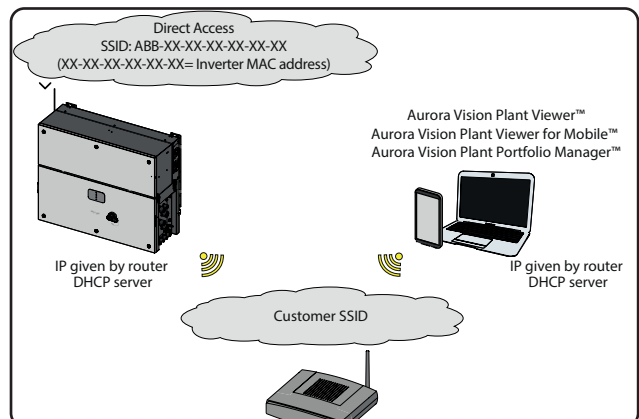 Direct Access
SSID: ABB-XX-XX-XX-XX-XX-XX
(XX-XX-XX-XX-XX-XX= Inverter MAC address)
Aurora Vision Plant Viewer™
Aurora Vision Plant Viewer for Mobile™
Aurora Vision Plant Portfolio Manager™
IP given by router
DHCP server
IP given by router
DHCP server
Customer SSID